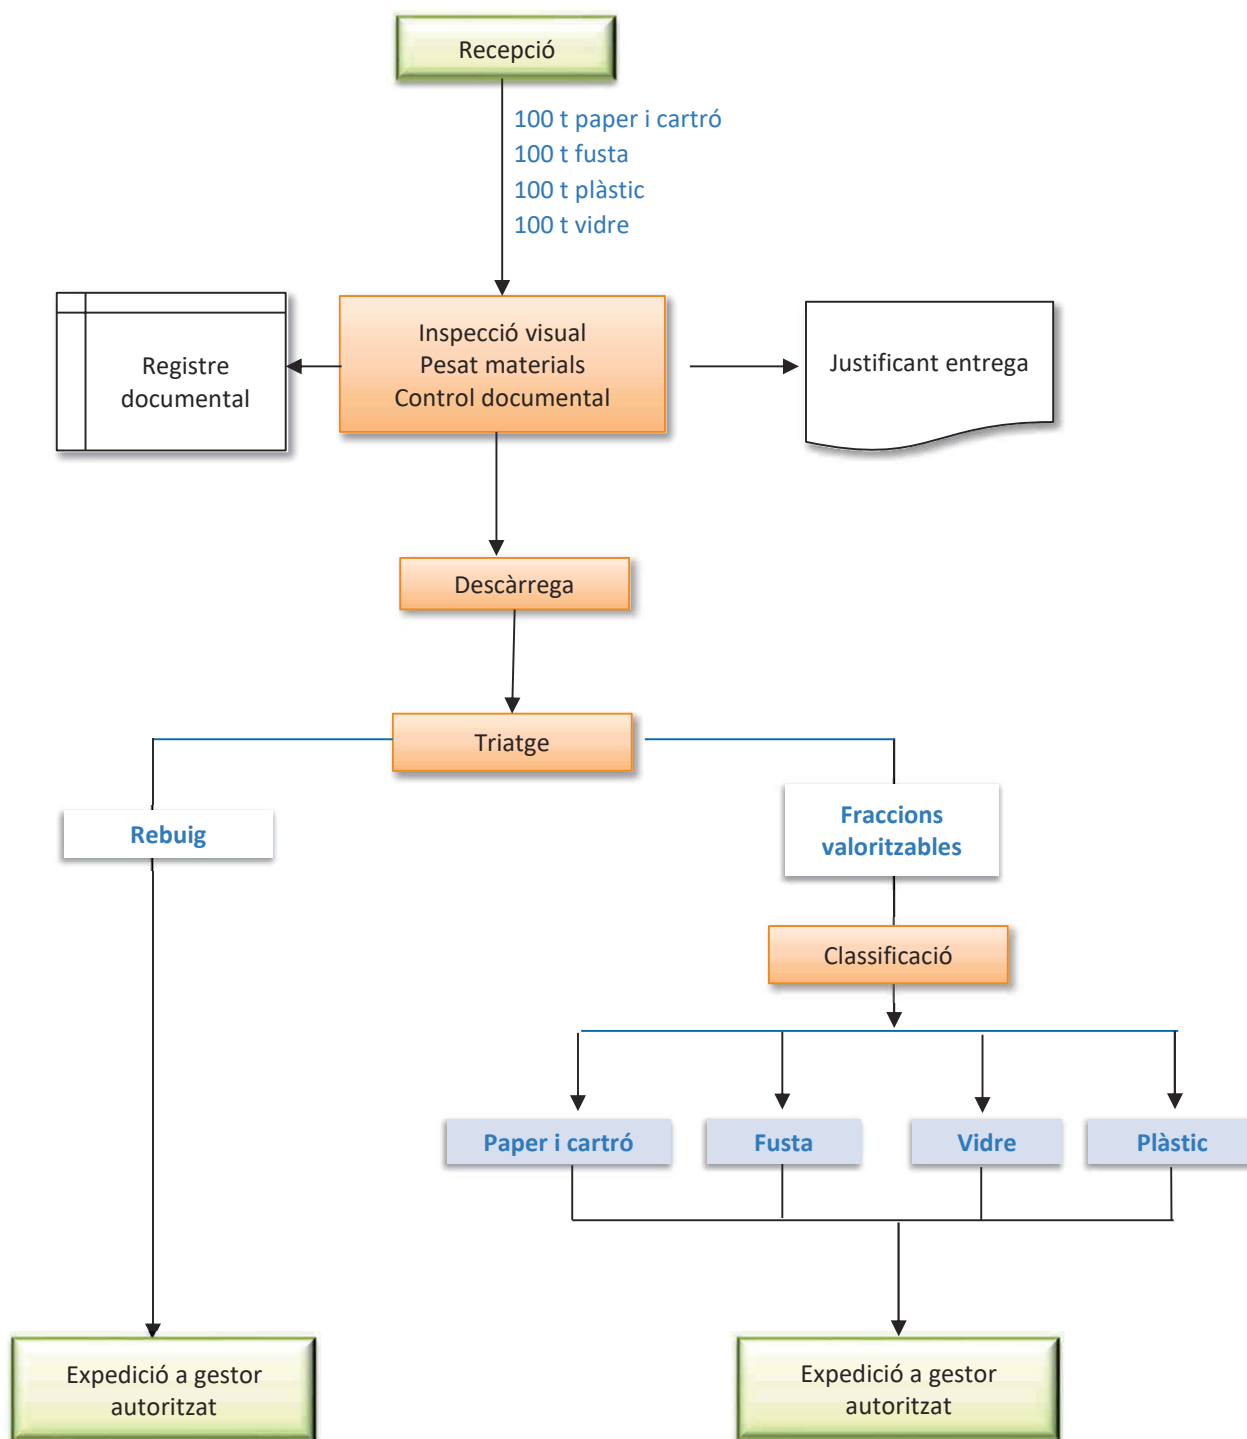 Recepció
100 t paper i cartró
100 t fusta
100 t plàstic
100 t vidre
Registre
documental
Inspecció visual
Pesat materials
Control documental
Justificant entrega
Descàrrega
Triatge
Rebuig
Fraccions
valoritzables
Classificació
Paper i cartró
Fusta
Vidre
Plàstic
Expedició a gestor
autoritzat
Expedició a gestor
autoritzat